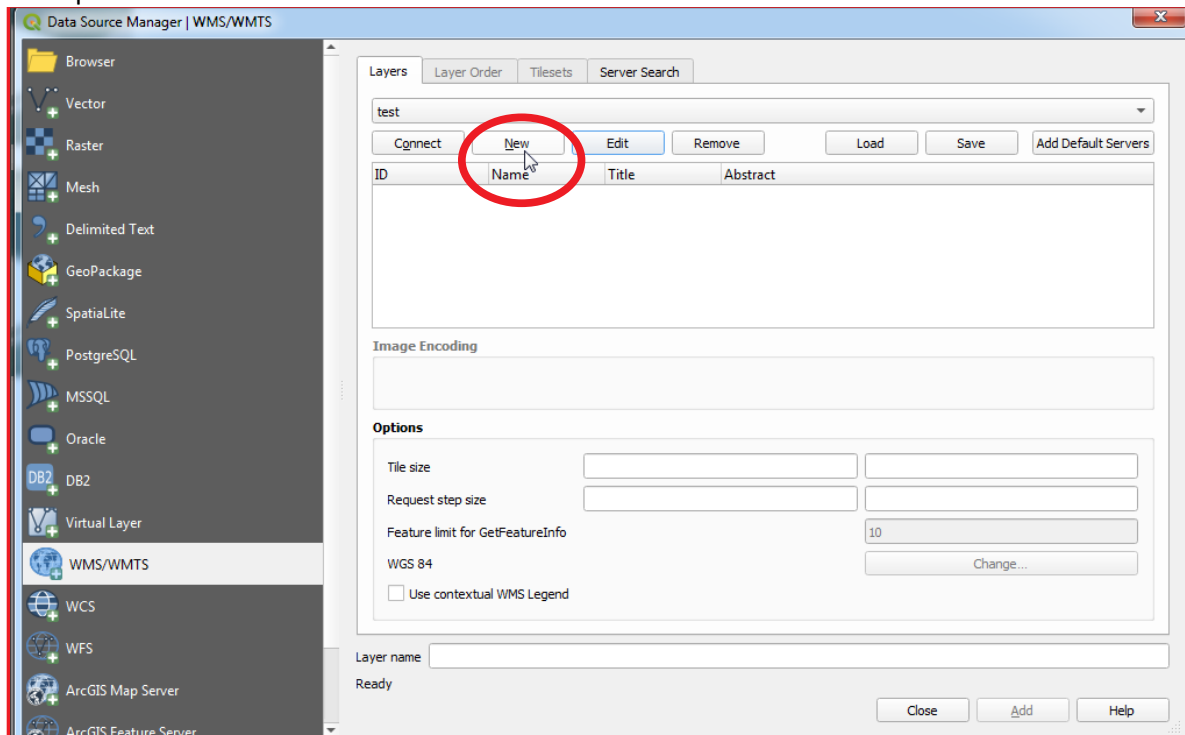 Data Source Manager | WMS/WMTS
Browser
Vector
Raster
Mesh
Delimited Text
GeoPackage
SpatiaLite
PostgreSQL
MSSQL
Oracle
DB2 DB2
Virtual Layer
WMS/WMTS
WCS
WFS
ArcGIS Map Server
ArcGIS Feature Server
Layers Layer Order Tilesets Server Search
test
Connect New Edit Remove Load Save Add Default Servers
ID Name Title Abstract
Image Encoding
Options
Tile size
Request step size
Feature limit for GetFeatureInfo 10
WGS 84 Change...
Use contextual WMS Legend
Layer name
Ready
Close Add Help